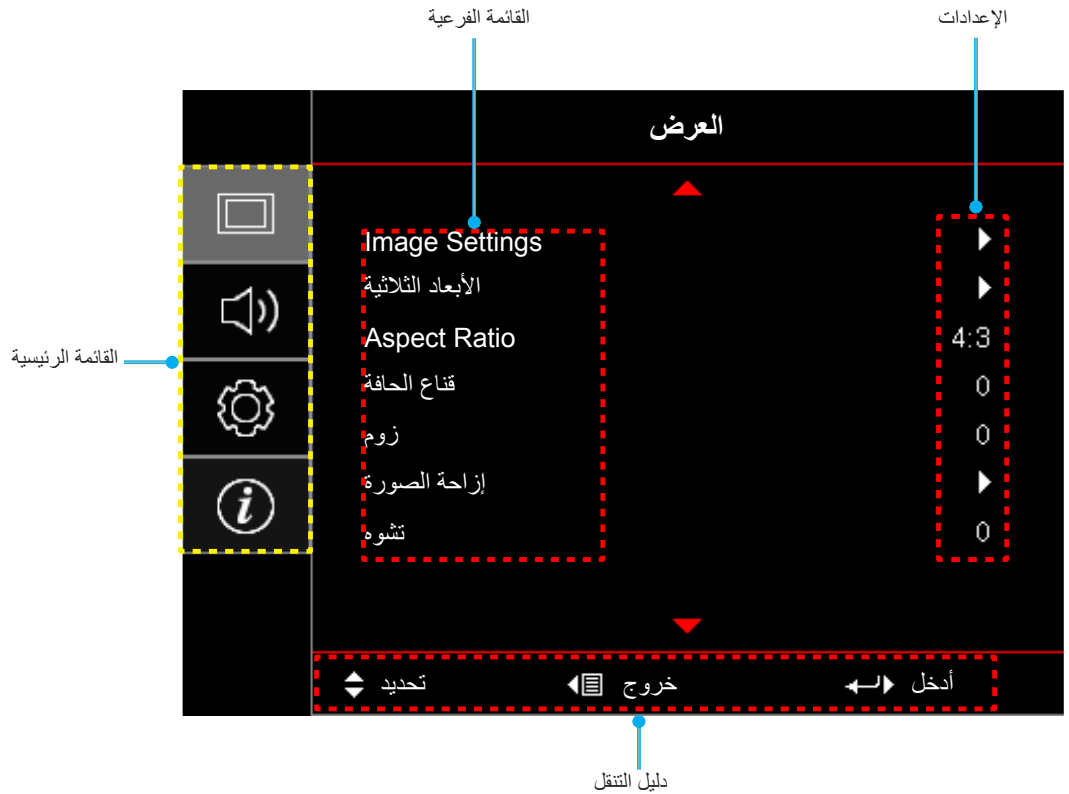 القائمة الفرعية
الإعدادات
العرض
Image Settings
الأبعاد الثلاثية
Aspect Ratio 4:3
قناع الحافة 0
زوم 0
إزاحة الصورة
تشوه 0
القائمة الرئيسية
أدخل خروج تحديد
دليل التنقل